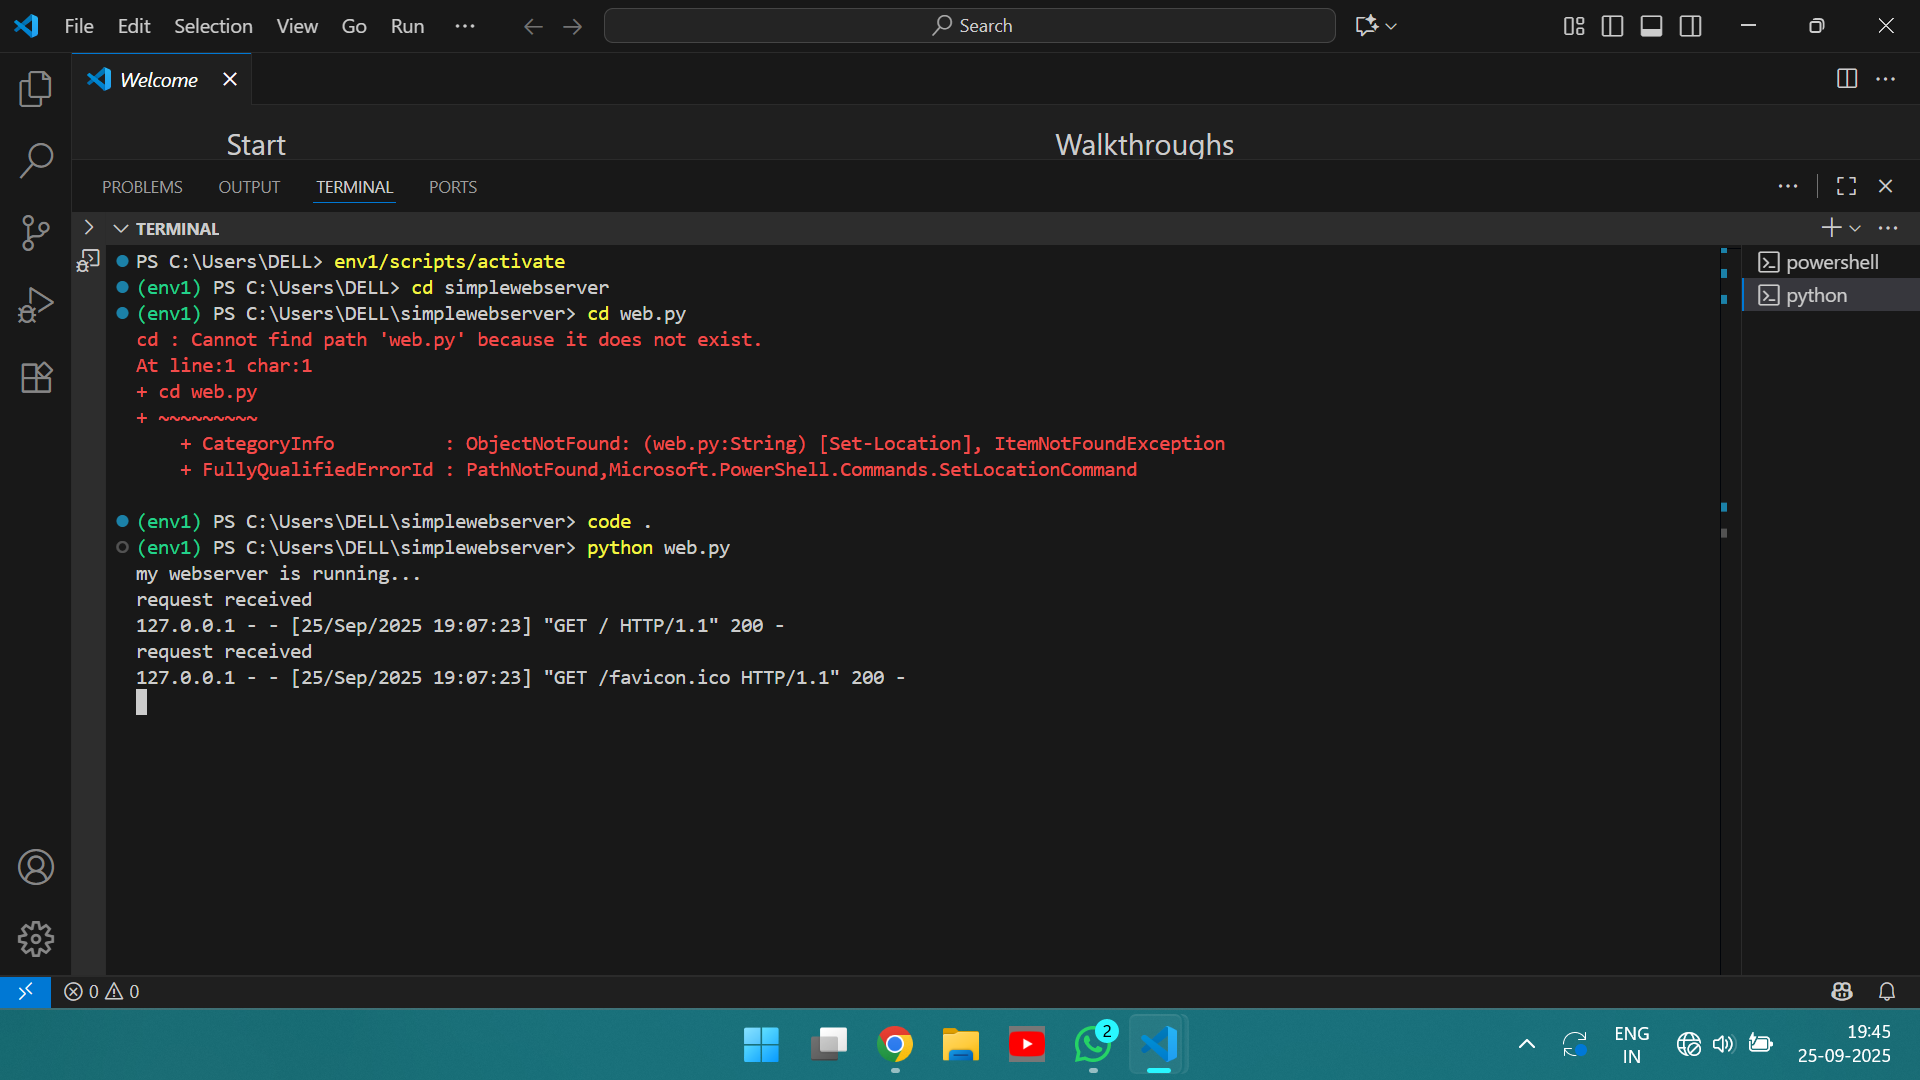 File Edit Selection View Go Run ··· Search
Welcome
Start Walkthroughs
PROBLEMS OUTPUT TERMINAL PORTS
TERMINAL
PS C:\Users\DELL> env1/scripts/activate
(env1) PS C:\Users\DELL> cd simplewebserver
(env1) PS C:\Users\DELL\simplewebserver> cd web.py
cd : Cannot find path 'web.py' because it does not exist.
At line:1 char:1
+ cd web.py
+ ~~~~~~~~~
+ CategoryInfo : ObjectNotFound: (web.py:String) [Set-Location], ItemNotFoundException
+ FullyQualifiedErrorId : PathNotFound,Microsoft.PowerShell.Commands.SetLocationCommand
(env1) PS C:\Users\DELL\simplewebserver> code .
(env1) PS C:\Users\DELL\simplewebserver> python web.py
my webserver is running...
request received
127.0.0.1 - - [25/Sep/2025 19:07:23] "GET / HTTP/1.1" 200 -
request received
127.0.0.1 - - [25/Sep/2025 19:07:23] "GET /favicon.ico HTTP/1.1" 200 -
powershell
python
0 0
2
ENG
IN
19:45
25-09-2025